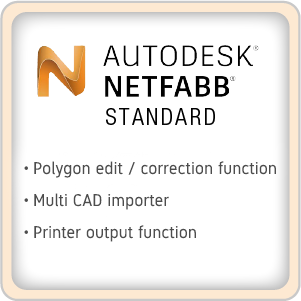 AUTODESK®
NETFABB®
STANDARD
・Polygon edit / correction function
・Multi CAD importer
・Printer output function